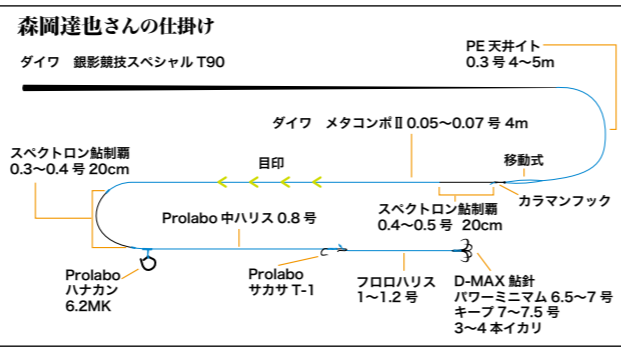 森岡達也さんの仕掛け
ダイワ 銀影競技スペシャル T90
PE 天井イト
0.3 号 4〜5m
ダイワ メタコンポⅡ 0.05〜0.07 号 4m
移動式
目印
カラマンフック
スペクトロン鮎制覇
0.3〜0.4 号 20cm
スペクトロン鮎制覇
0.4〜0.5 号 20cm
Prolabo 中ハリス 0.8 号
Prolabo
ハナカン
6.2MK
Prolabo
サカサ T-1
フロロハリス
1〜1.2 号
D-MAX 鮎針
パワーミニマム 6.5〜7 号
キープ 7〜7.5 号
3〜4 本イカリ